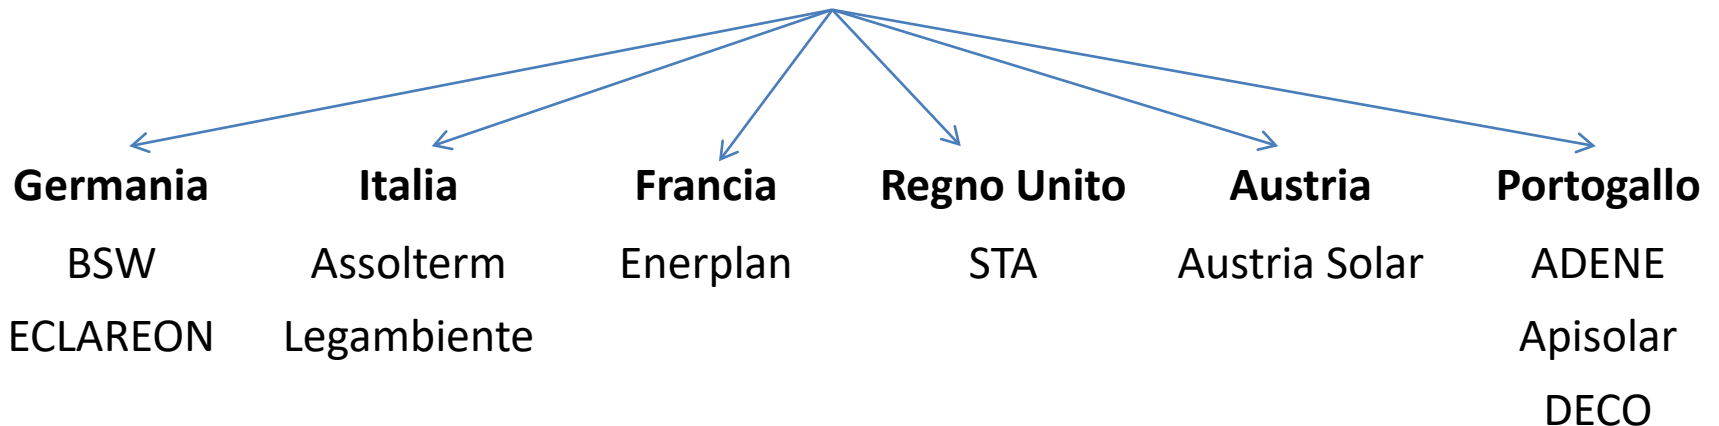 Germania Italia Francia Regno Unito Austria Portogallo
BSW Assolterm Enerplan STA Austria Solar ADENE
ECLAREON Legambiente Apisolar
DECO